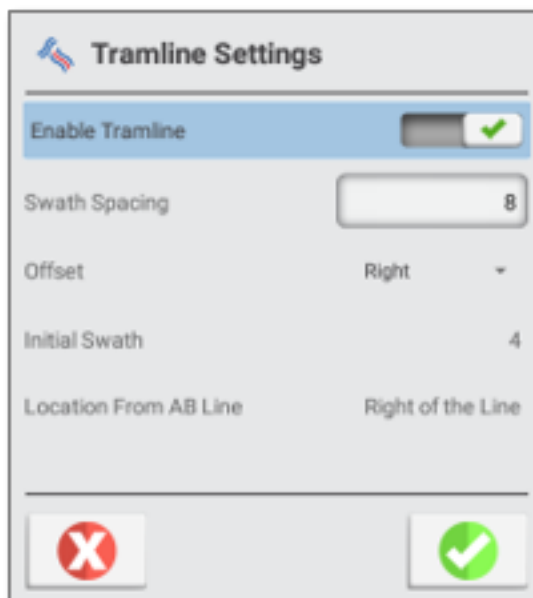 Tramline Settings
Enable Tramline
Swath Spacing 8
Offset Right
Initial Swath 4
Location From AB Line Right of the Line